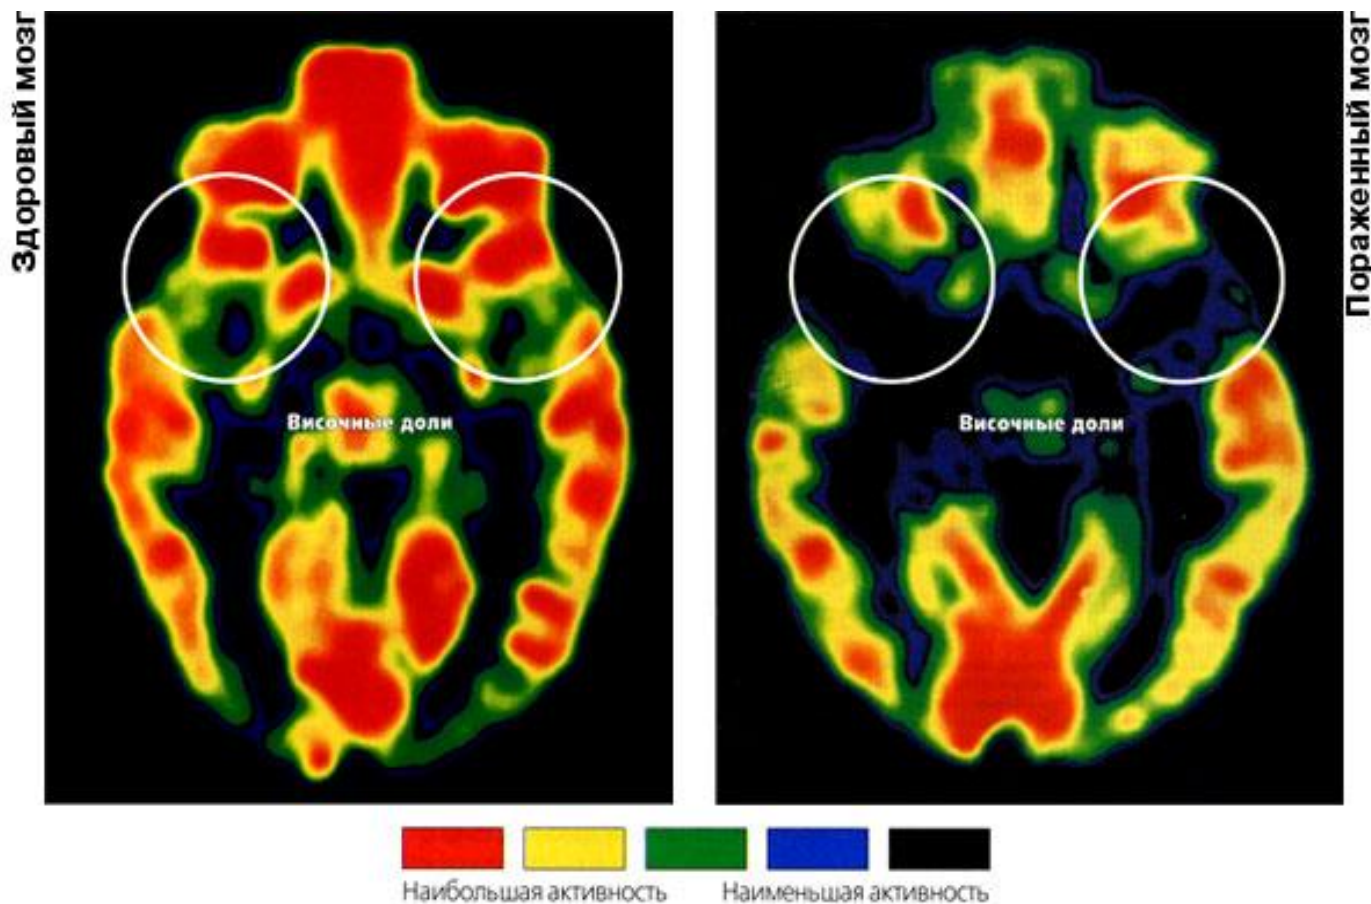 Здоровый мозг
Пораженный мозг
Височные доли
Височные доли
Наибольшая активность
Наименьшая активность